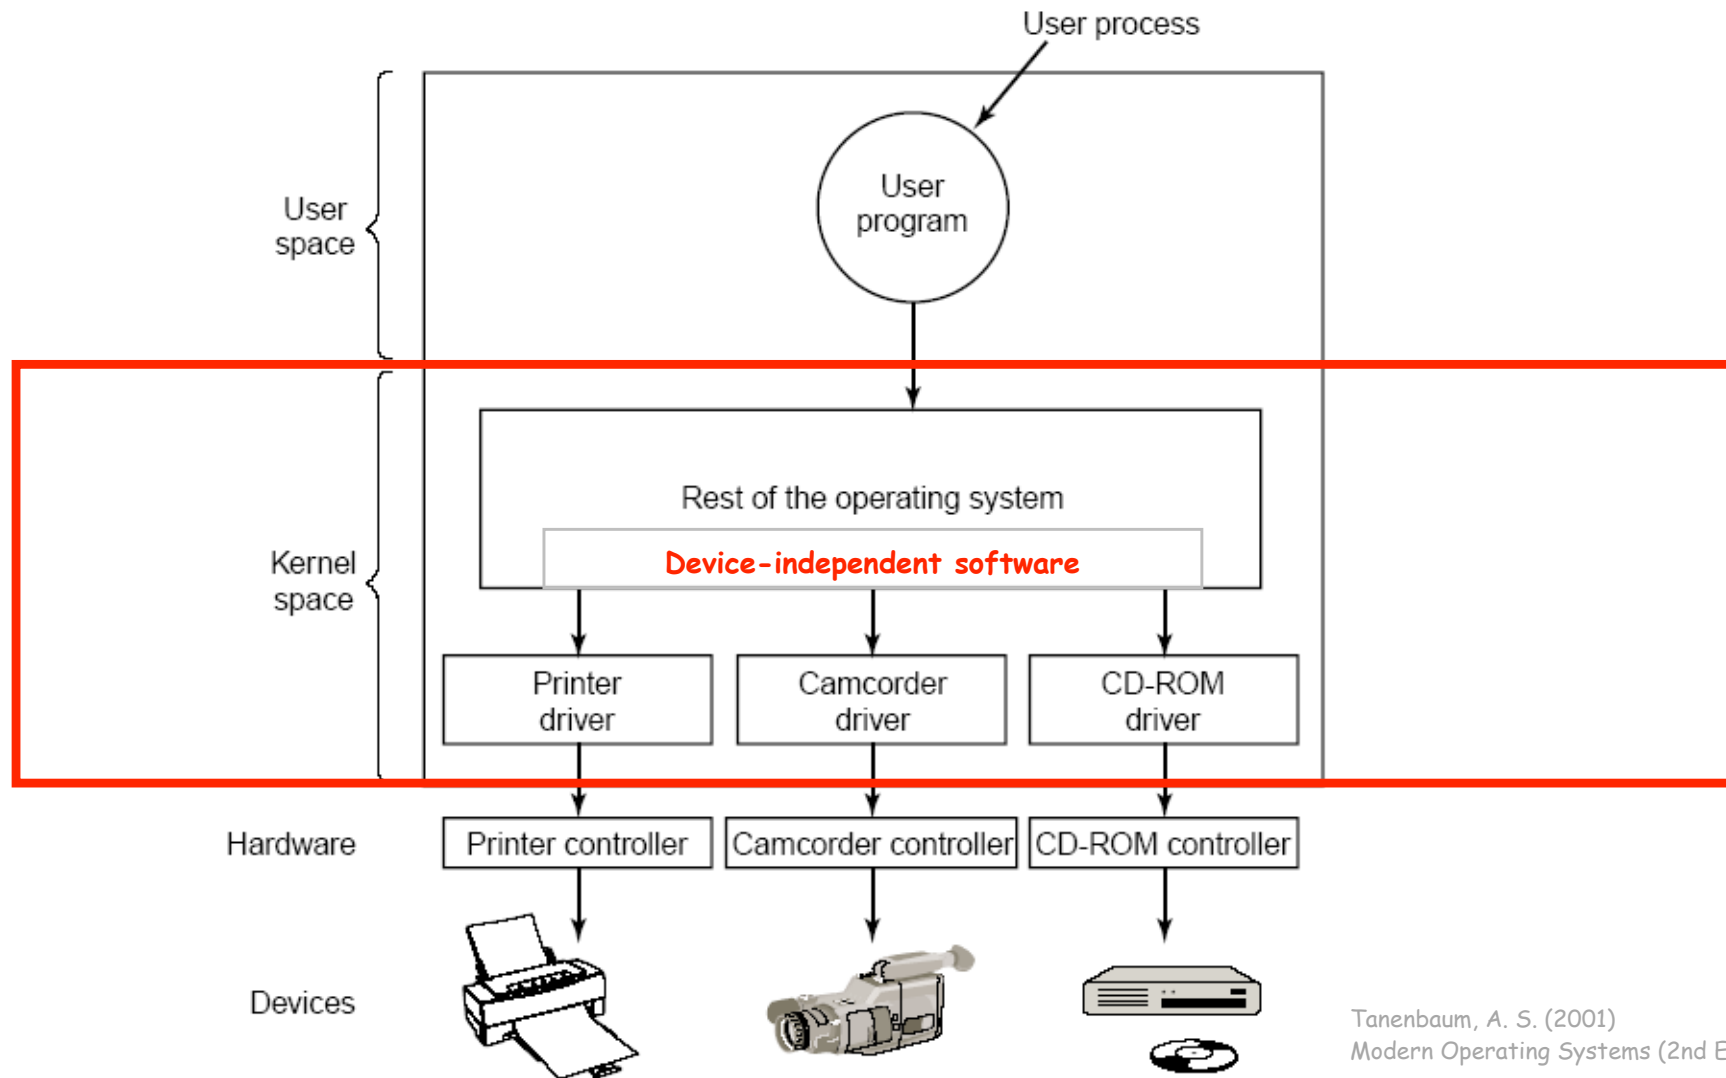 User process
User
program
User
space
Rest of the operating system
Device-independent software
Kernel
space
Printer
driver
Camcorder
driver
CD-ROM
driver
Hardware
Printer controller
Camcorder controller
CD-ROM controller
Devices
Tanenbaum, A. S. (2001)
Modern Operating Systems (2nd E